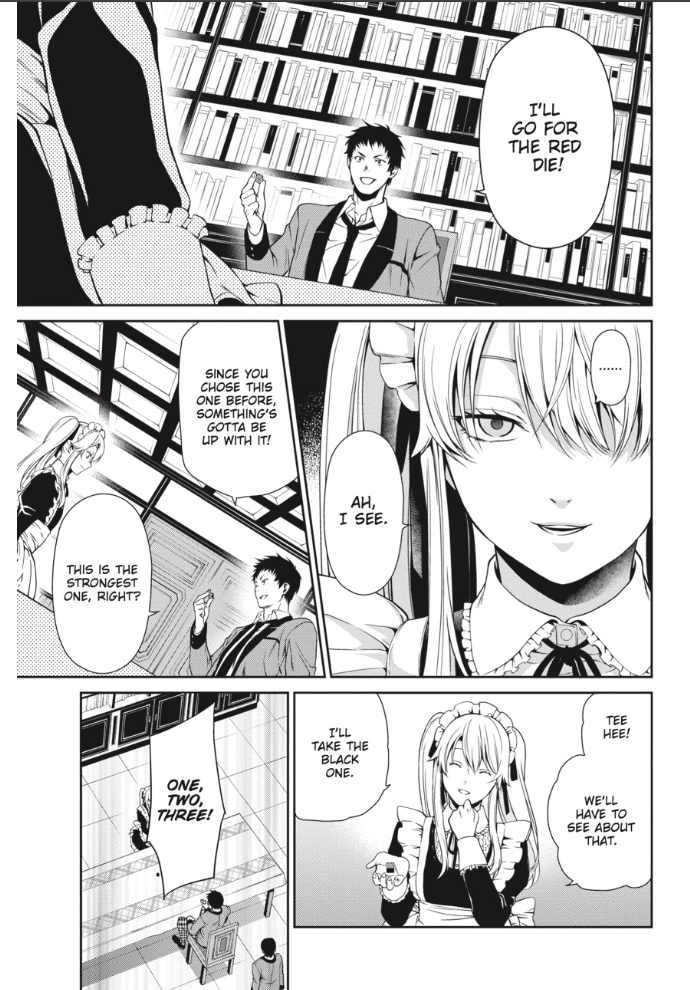 I'LL
GO FOR
THE RED
DIE!
......
AH,
I SEE.
SINCE YOU
CHOSE THIS
ONE BEFORE,
SOMETHING'S
GOTTA BE
UP WITH IT!
THIS IS THE
STRONGEST
ONE, RIGHT?
TEE
HEE!
WE'LL
HAVE TO
SEE ABOUT
THAT.
I'LL
TAKE THE
BLACK
ONE.
ONE,
TWO,
THREE!